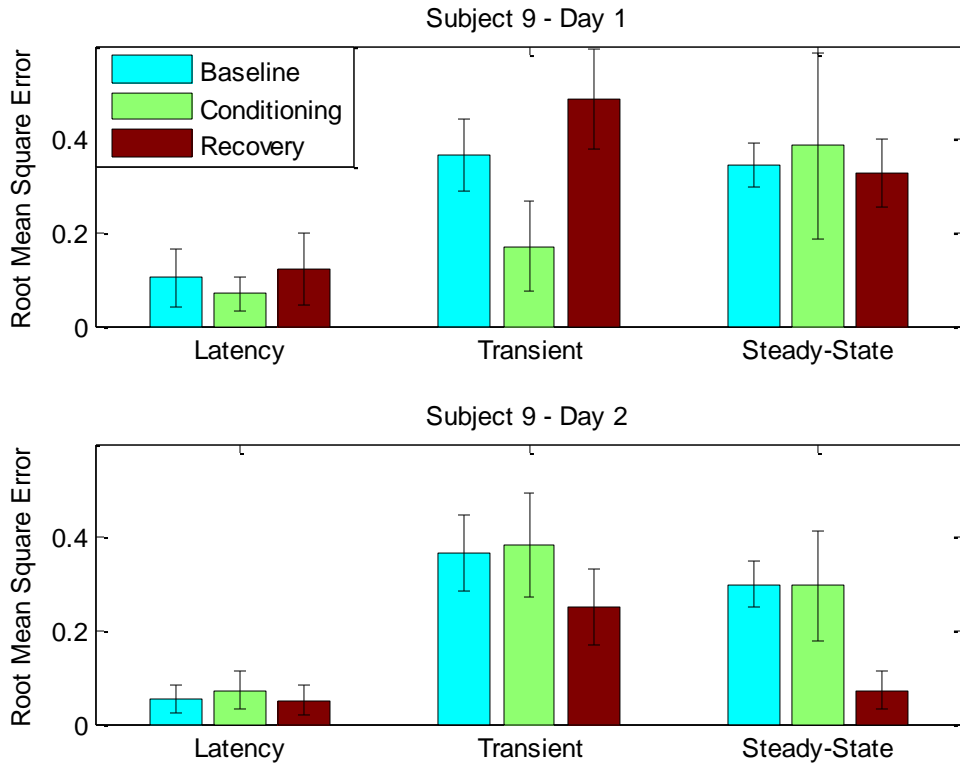 Subject 9 - Day 1
Root Mean Square Error
Baseline
Conditioning
Recovery
0.4
0.2
0
Latency Transient Steady-State
Subject 9 - Day 2
Root Mean Square Error
0.4
0.2
0
Latency Transient Steady-State